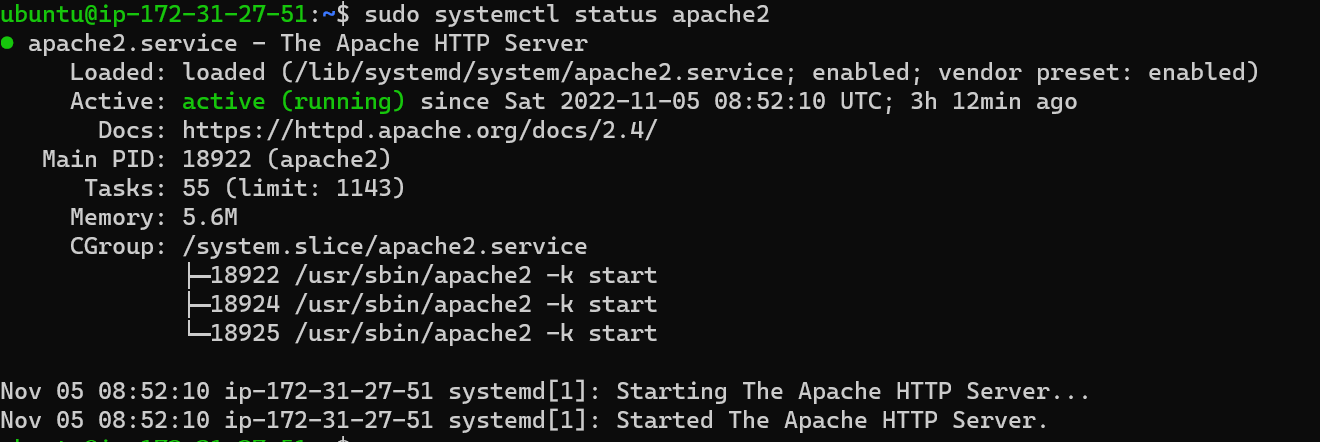 ubuntu@ip-172-31-27-51:~$ sudo systemctl status apache2
● apache2.service - The Apache HTTP Server
     Loaded: loaded (/lib/systemd/system/apache2.service; enabled; vendor preset: enabled)
     Active: active (running) since Sat 2022-11-05 08:52:10 UTC; 3h 12min ago
       Docs: https://httpd.apache.org/docs/2.4/
   Main PID: 18922 (apache2)
      Tasks: 55 (limit: 1143)
     Memory: 5.6M
     CGroup: /system.slice/apache2.service
             ├─18922 /usr/sbin/apache2 -k start
             ├─18924 /usr/sbin/apache2 -k start
             └─18925 /usr/sbin/apache2 -k start

Nov 05 08:52:10 ip-172-31-27-51 systemd[1]: Starting The Apache HTTP Server...
Nov 05 08:52:10 ip-172-31-27-51 systemd[1]: Started The Apache HTTP Server.